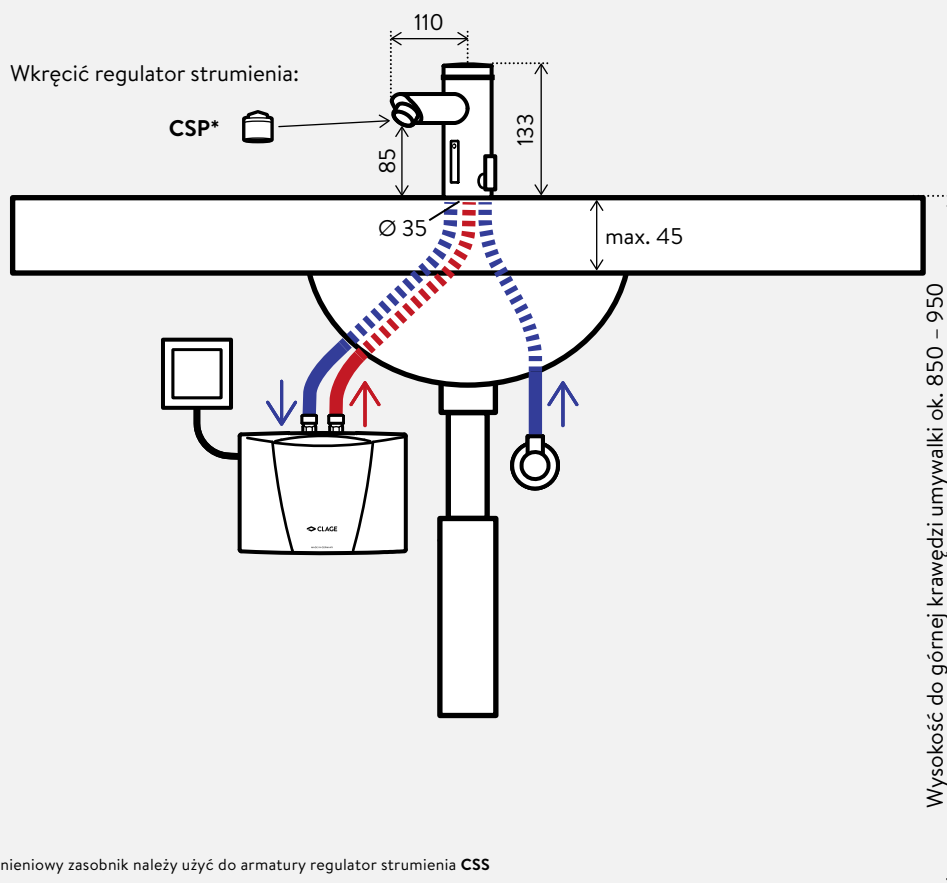 110
Wkręcić regulator strumienia:
CSP*
133
85
Ø 35
max. 45
Wysokość do górnej krawędzi umywalki ok. 850 – 950
CLAGE
nieniowy zasobnik należy użyć do armatury regulator strumienia CSS